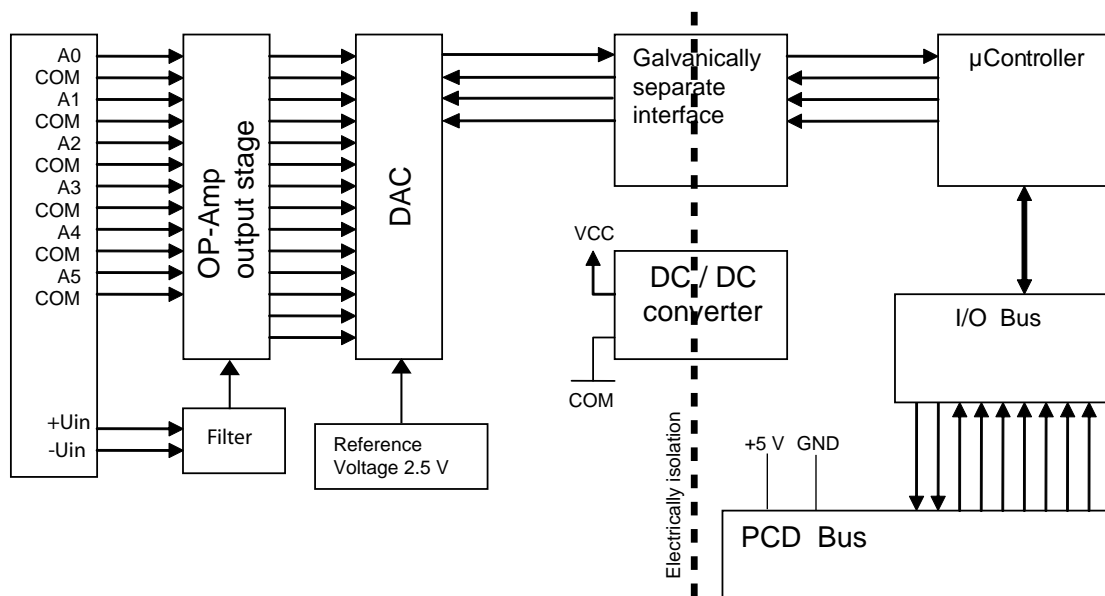 A0
COM
A1
COM
A2
COM
A3
COM
A4
COM
A5
COM
+Uin
-Uin
OP-Amp
output stage
Filter
DAC
Reference
Voltage 2.5 V
Galvanically
separate
interface
µController
VCC
DC / DC
converter
COM
I/O Bus
Electrically isolation
+5 V GND
PCD Bus